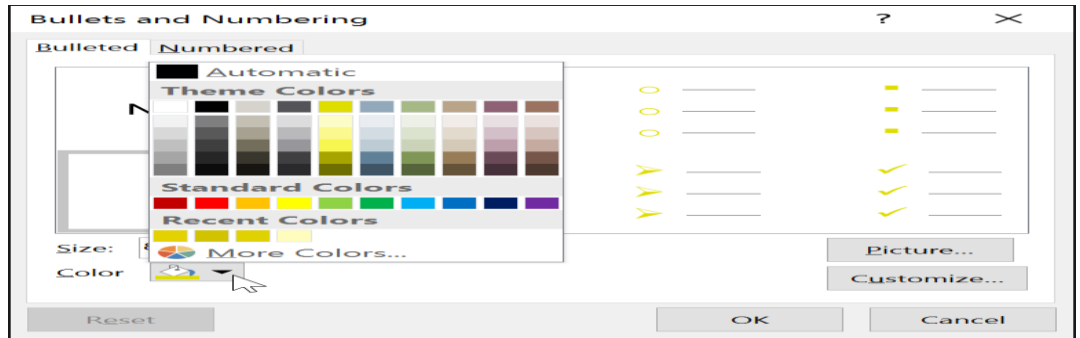 Bullets and Numbering ?
Bulleted Numbered
Automatic
Theme Colors
Standard Colors
Recent Colors
More Colors...
Size:
Color
Picture...
Customize...
Reset
OK
Cancel